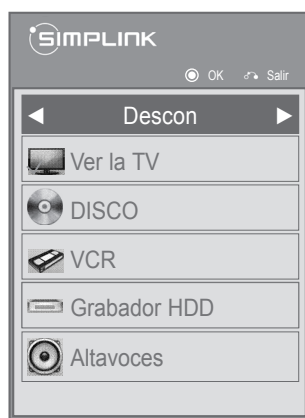 SIMPLINK
OK Salir
Descon
Ver la TV
DISCO
VCR
Grabador HDD
Altavoces